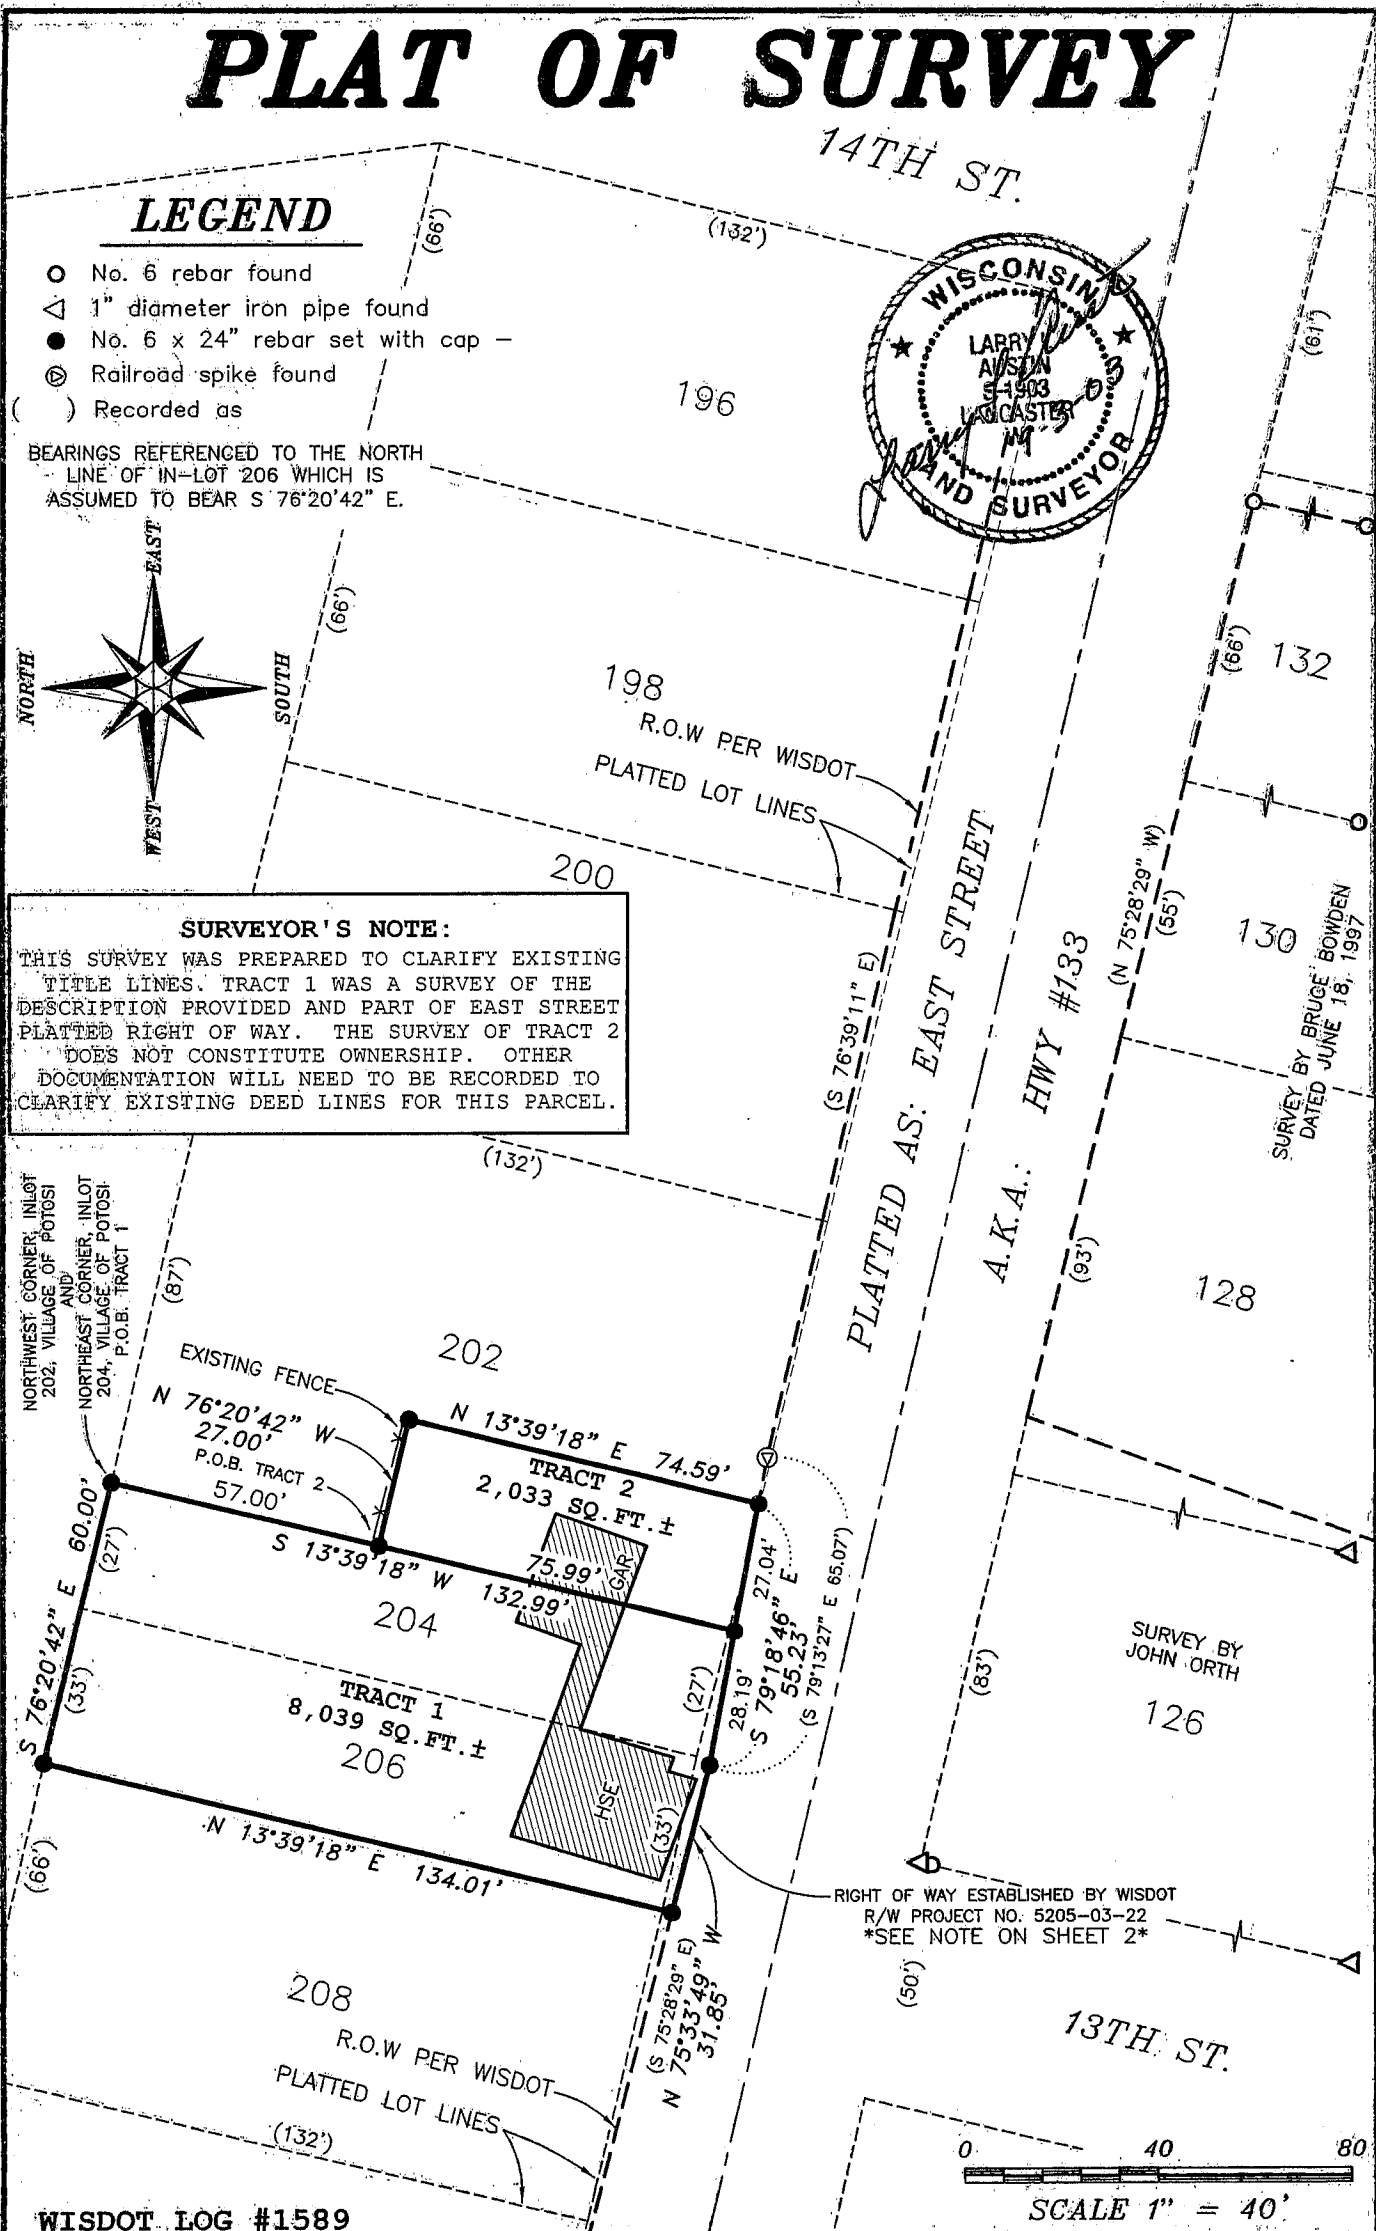 PLAT OF SURVEY
14TH ST.
LEGEND
No. 6 rebar found
1" diameter iron pipe found
No. 6 x 24" rebar set with cap –
Railroad spike found
( ) Recorded as
BEARINGS REFERENCED TO THE NORTH
LINE OF IN-LOT 206 WHICH IS
ASSUMED TO BEAR S 76°20'42" E.
EAST
NORTH
SOUTH
WEST
(66')
(132')
(61')
WISCONSIN
LARRY
AUSTIN
S-1903
LANCASTER
LAND SURVEYOR
196
(66')
198
R.O.W PER WISDOT
PLATTED LOT LINES
(66')
132
200
(N 75°28'29" W)
(55')
130
SURVEY BY BRUCE BOWDEN
DATED JUNE 18, 1997
SURVEYOR'S NOTE:
THIS SURVEY WAS PREPARED TO CLARIFY EXISTING
TITLE LINES. TRACT 1 WAS A SURVEY OF THE
DESCRIPTION PROVIDED AND PART OF EAST STREET
PLATTED RIGHT OF WAY. THE SURVEY OF TRACT 2
DOES NOT CONSTITUTE OWNERSHIP. OTHER
DOCUMENTATION WILL NEED TO BE RECORDED TO
CLARIFY EXISTING DEED LINES FOR THIS PARCEL.
(S 76°39'11" E)
PLATTED AS: EAST STREET
A.K.A.: HWY #133
(132')
(93')
128
NORTHWEST CORNER, INLOT
202, VILLAGE OF POTOSI
AND
NORTHEAST CORNER, INLOT
204, VILLAGE OF POTOSI
P.O.B. TRACT 1
(87')
202
EXISTING FENCE
N 76°20'42" W
27.00'
P.O.B. TRACT 2
57.00'
N 13°39'18" E 74.59'
TRACT 2
2,033 SQ.FT.±
S 76°20'42" E 60.00'
(27')
(33')
S 13°39'18" W 132.99'
75.99'
GAR
204
TRACT 1
8,039 SQ.FT.±
206
HSE
(27')
(33')
27.04'
28.19'
S 79°18'46" E
55.23'
(S 79°13'27" E 65.07')
(83')
SURVEY BY
JOHN ORTH
126
N 13°39'18" E 134.01'
(66')
RIGHT OF WAY ESTABLISHED BY WISDOT
R/W PROJECT NO. 5205-03-22
*SEE NOTE ON SHEET 2*
(S 75°28'29" E)
N 75°33'49" W
31.85'
(50')
208
R.O.W PER WISDOT
PLATTED LOT LINES
13TH ST.
(132')
0 40 80
SCALE 1" = 40'
WISDOT LOG #1589